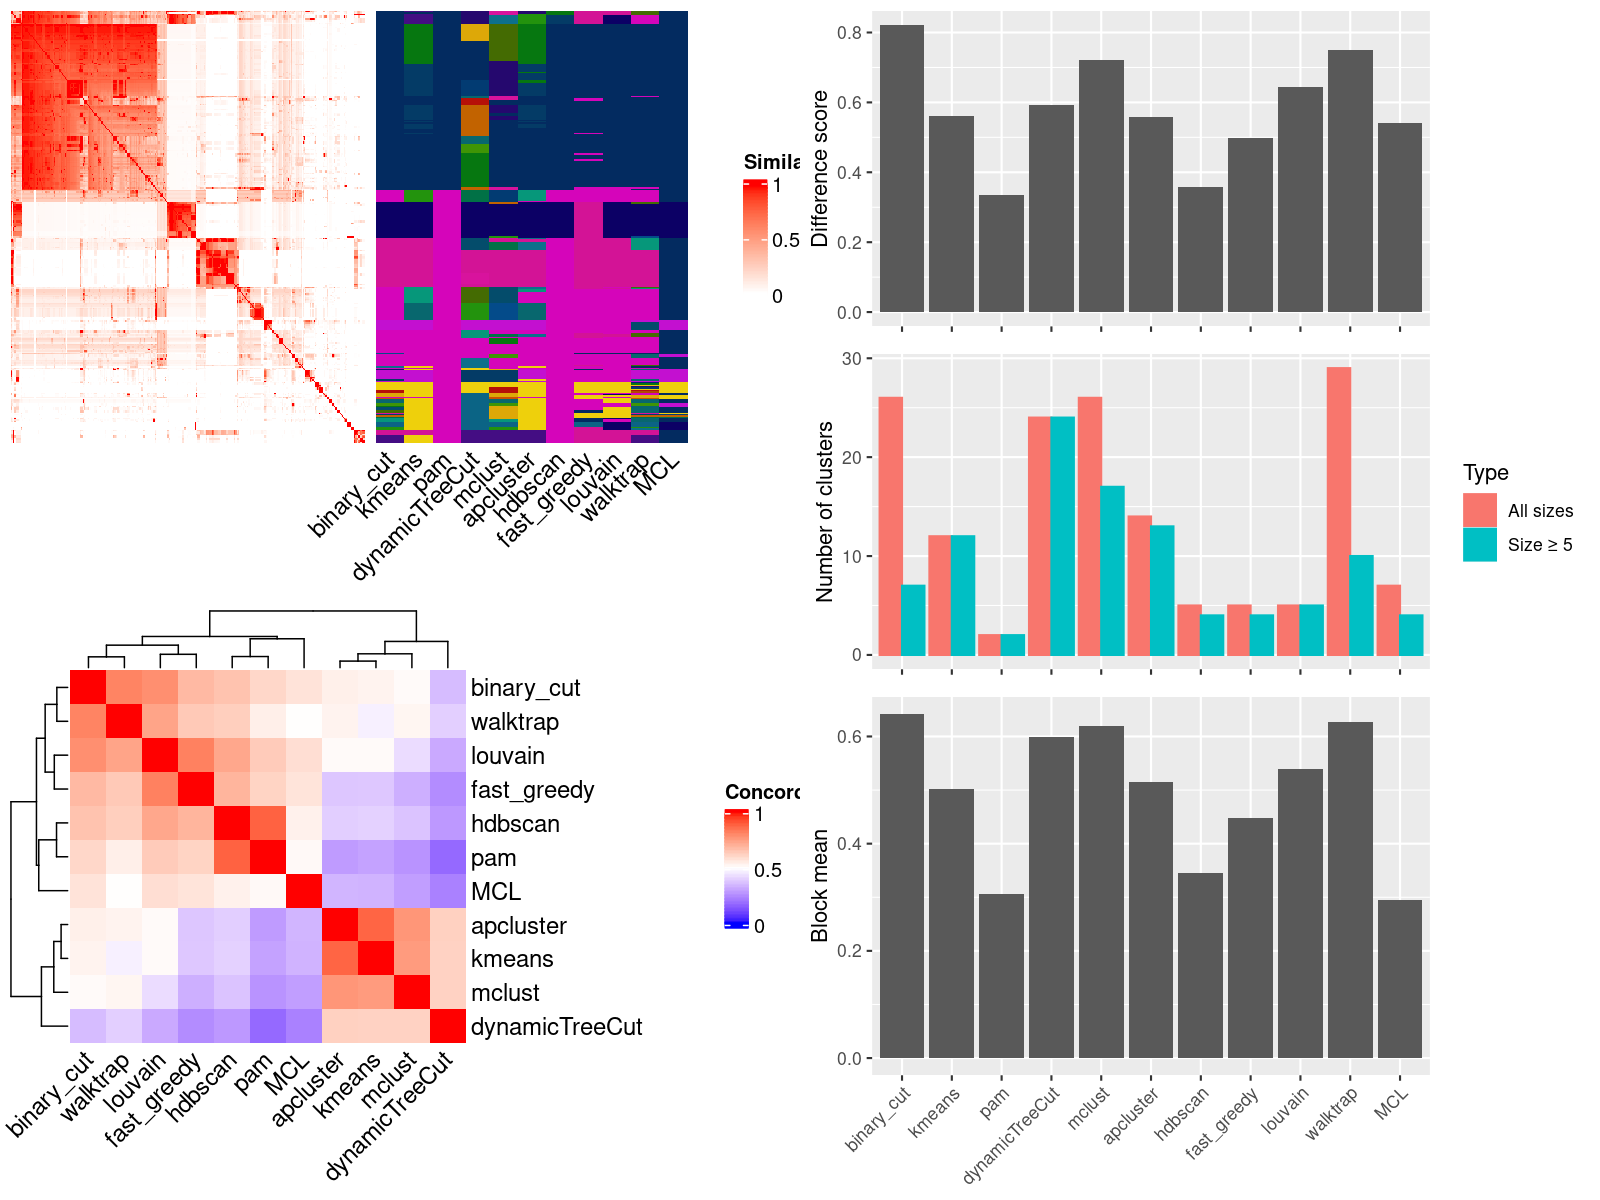 Simila
1
0.5
0
binary_cut
kmeans
pam
dynamicTreeCut
mclust
apcluster
hdbscan
fast_greedy
louvain
walktrap
MCL
binary_cut
walktrap
louvain
fast_greedy
hdbscan
pam
MCL
apcluster
kmeans
mclust
dynamicTreeCut
binary_cut
walktrap
louvain
fast_greedy
hdbscan
pam
MCL
apcluster
kmeans
mclust
dynamicTreeCut
Concord
1
0.5
0
Difference score
0.8
0.6
0.4
0.2
0.0
Number of clusters
30
20
10
0
Type
All sizes
Size ≥ 5
Block mean
0.6
0.4
0.2
0.0
binary_cut
kmeans
pam
dynamicTreeCut
mclust
apcluster
hdbscan
fast_greedy
louvain
walktrap
MCL